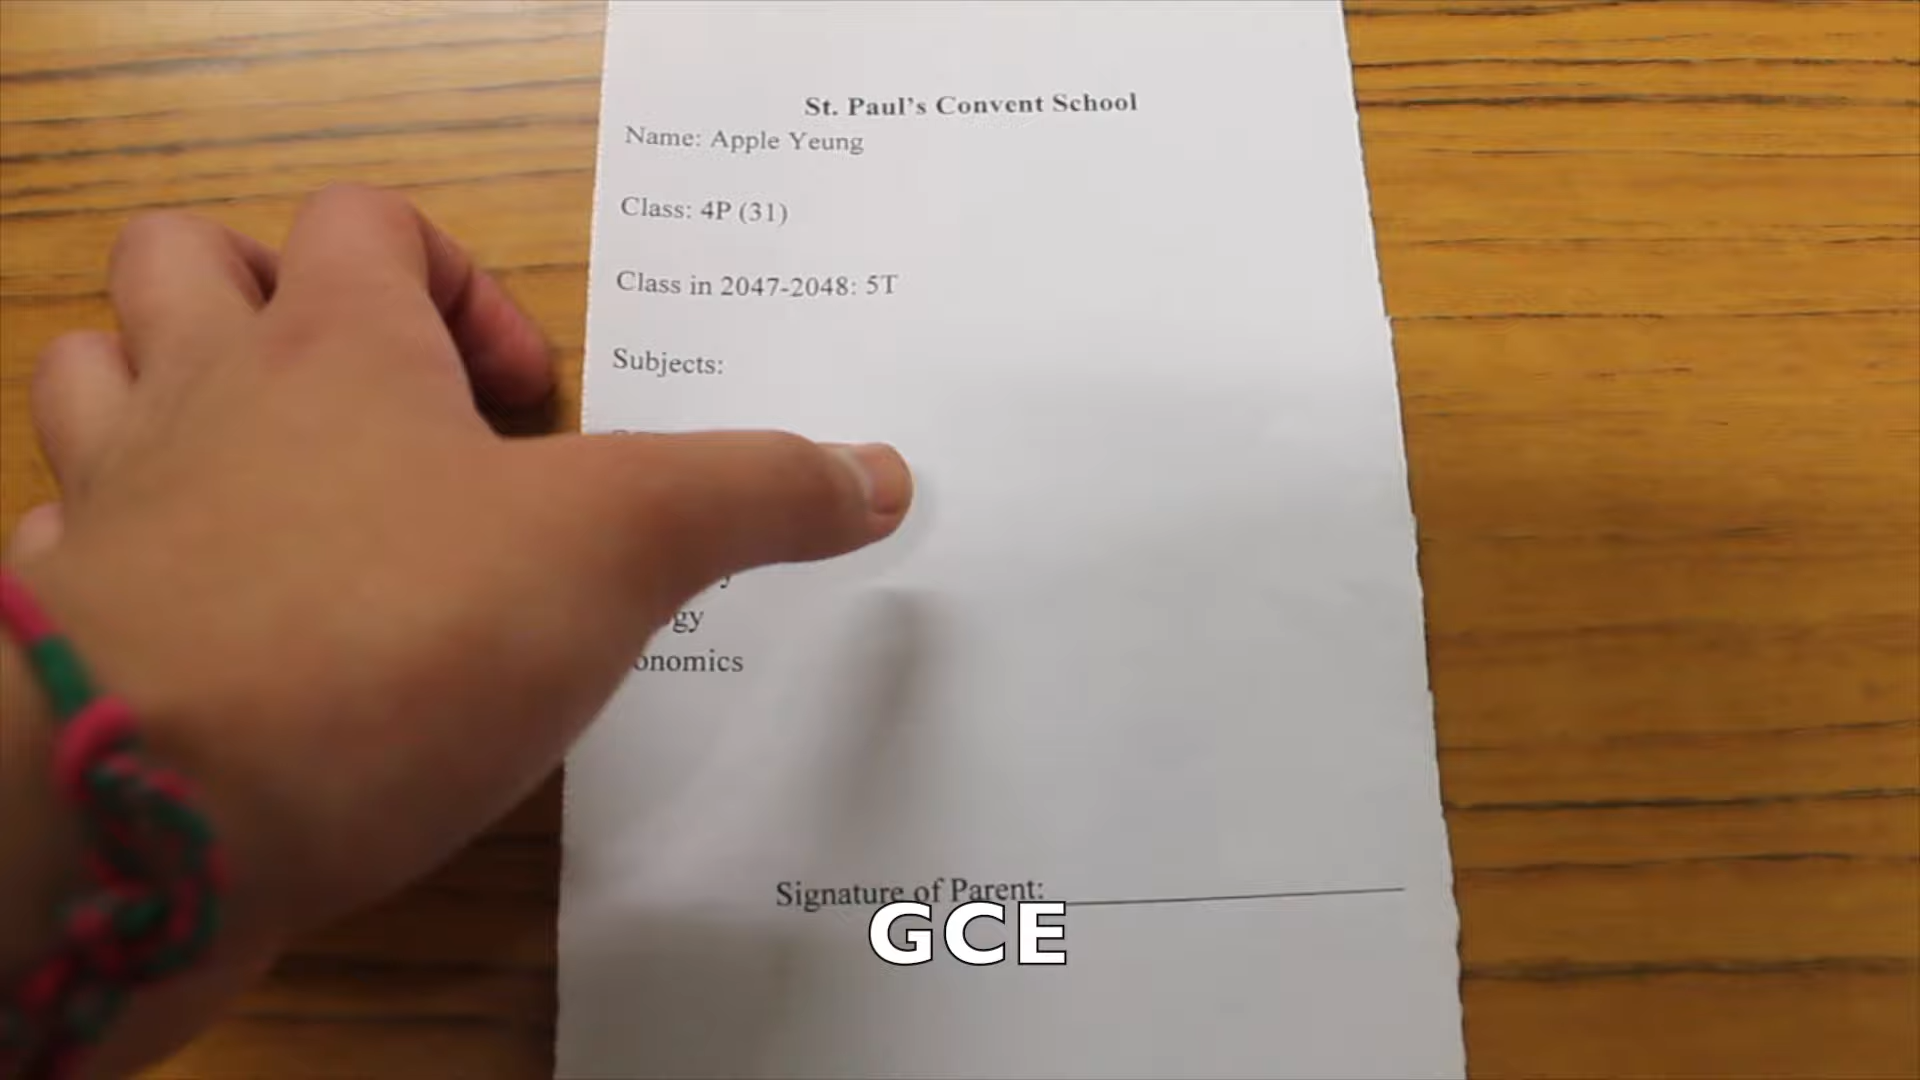 St. Paul's Convent School
Name: Apple Yeung
Class: 4P (31)
Class in 2047-2048: 5T
Subjects:
gy
onomics
Signature of Parent:
GCE